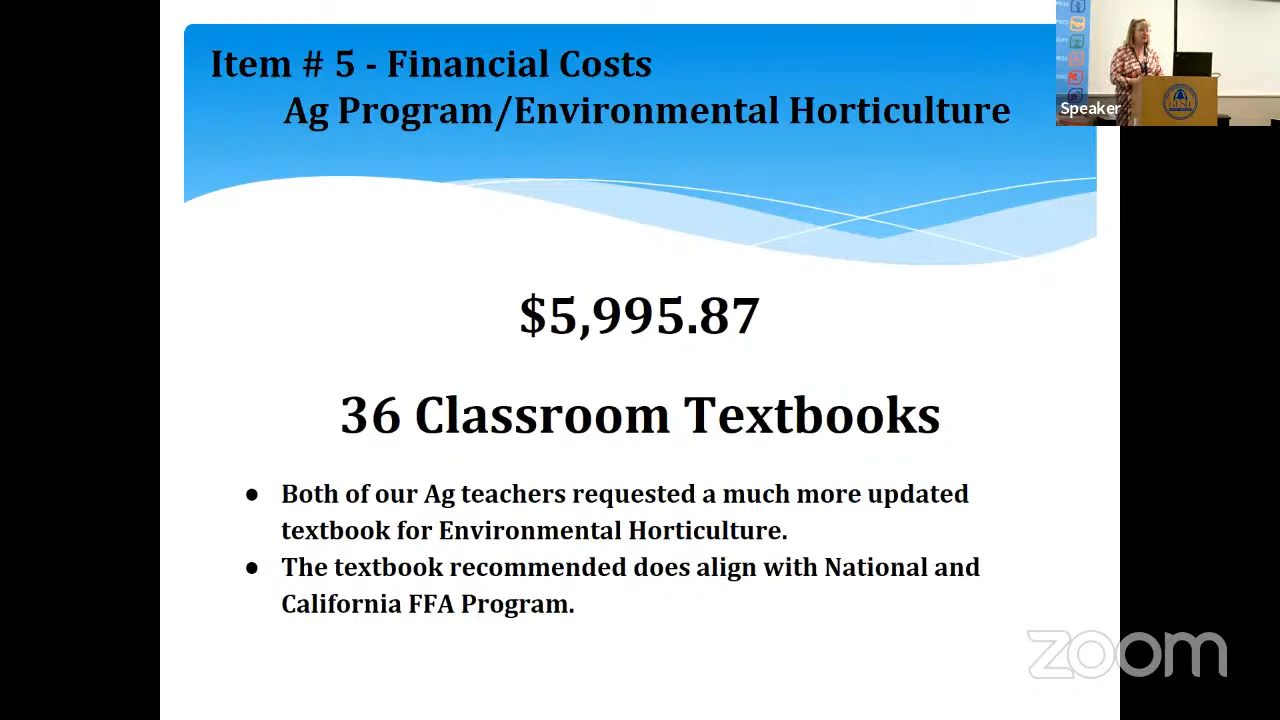 Item # 5 - Financial Costs
Ag Program/Environmental Horticulture
Speaker
$5,995.87
36 Classroom Textbooks
● Both of our Ag teachers requested a much more updated
textbook for Environmental Horticulture.
● The textbook recommended does align with National and
California FFA Program.
zoom